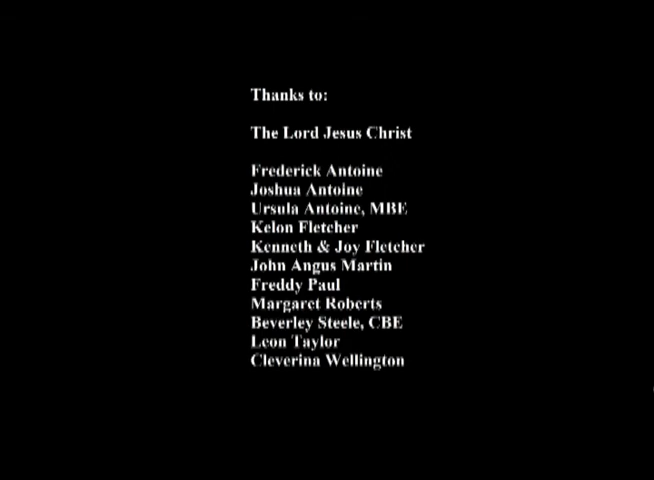 Thanks to:
The Lord Jesus Christ
Frederick Antoine
Joshua Antoine
Ursula Antoine, MBE
Kelon Fletcher
Kenneth & Joy Fletcher
John Angus Martin
Freddy Paul
Margaret Roberts
Beverley Steele, CBE
Leon Taylor
Cleverina Wellington